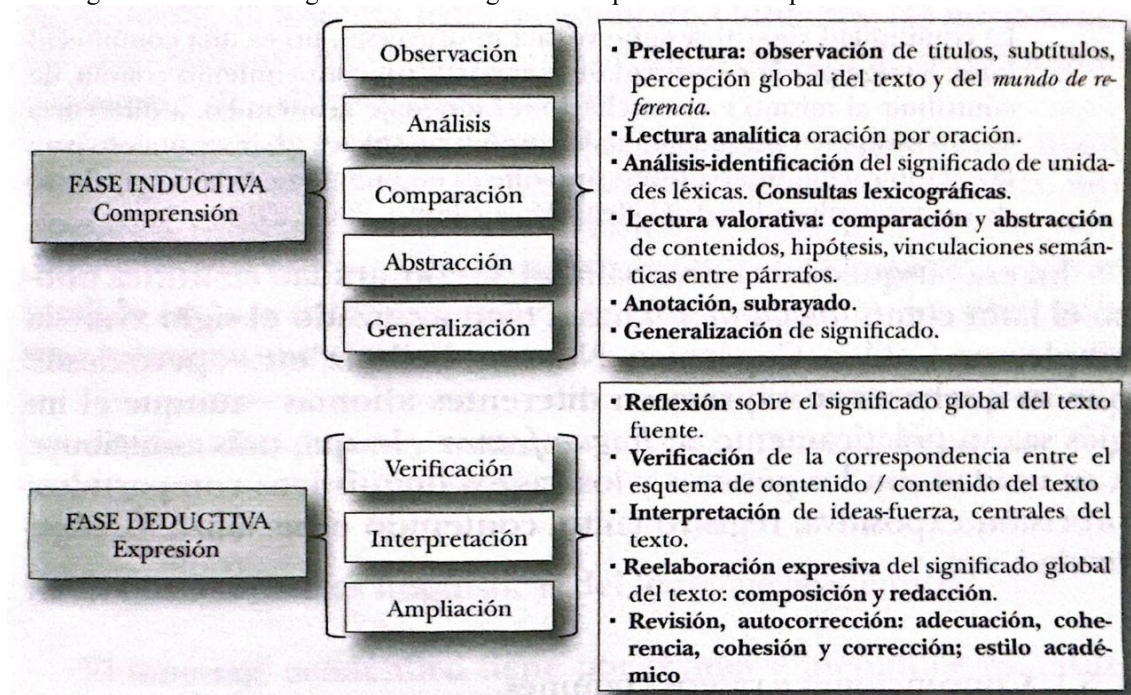 FASE INDUCTIVA
Comprensión
Observación
Análisis
Comparación
Abstracción
Generalización
· Prelectura: observación de títulos, subtítulos,
percepción global del texto y del mundo de re-
ferencia.
· Lectura analítica oración por oración.
· Análisis-identificación del significado de unida-
des léxicas. Consultas lexicográficas.
· Lectura valorativa: comparación y abstracción
de contenidos, hipótesis, vinculaciones semán-
ticas entre párrafos.
· Anotación, subrayado.
· Generalización de significado.
FASE DEDUCTIVA
Expresión
Verificación
Interpretación
Ampliación
· Reflexión sobre el significado global del texto
fuente.
· Verificación de la correspondencia entre el
esquema de contenido / contenido del texto
· Interpretación de ideas-fuerza, centrales del
texto.
· Reelaboración expresiva del significado global
del texto: composición y redacción.
· Revisión, autocorrección: adecuación, cohe-
rencia, cohesión y corrección; estilo acadé-
mico